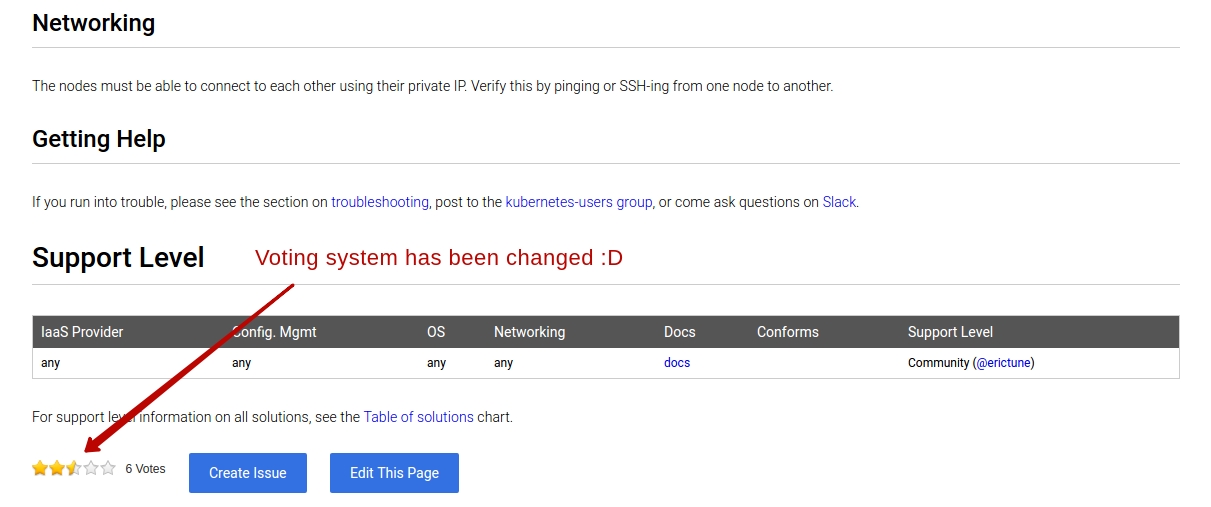 Networking
The nodes must be able to connect to each other using their private IP. Verify this by pinging or SSH-ing from one node to another.
Getting Help
If you run into trouble, please see the section on troubleshooting, post to the kubernetes-users group, or come ask questions on Slack.
Support Level
Voting system has been changed :D
IaaS Provider Config. Mgmt OS Networking Docs Conforms Support Level
any any any any docs Community (@erictune)
For support level information on all solutions, see the Table of solutions chart.
6 Votes Create Issue Edit This Page